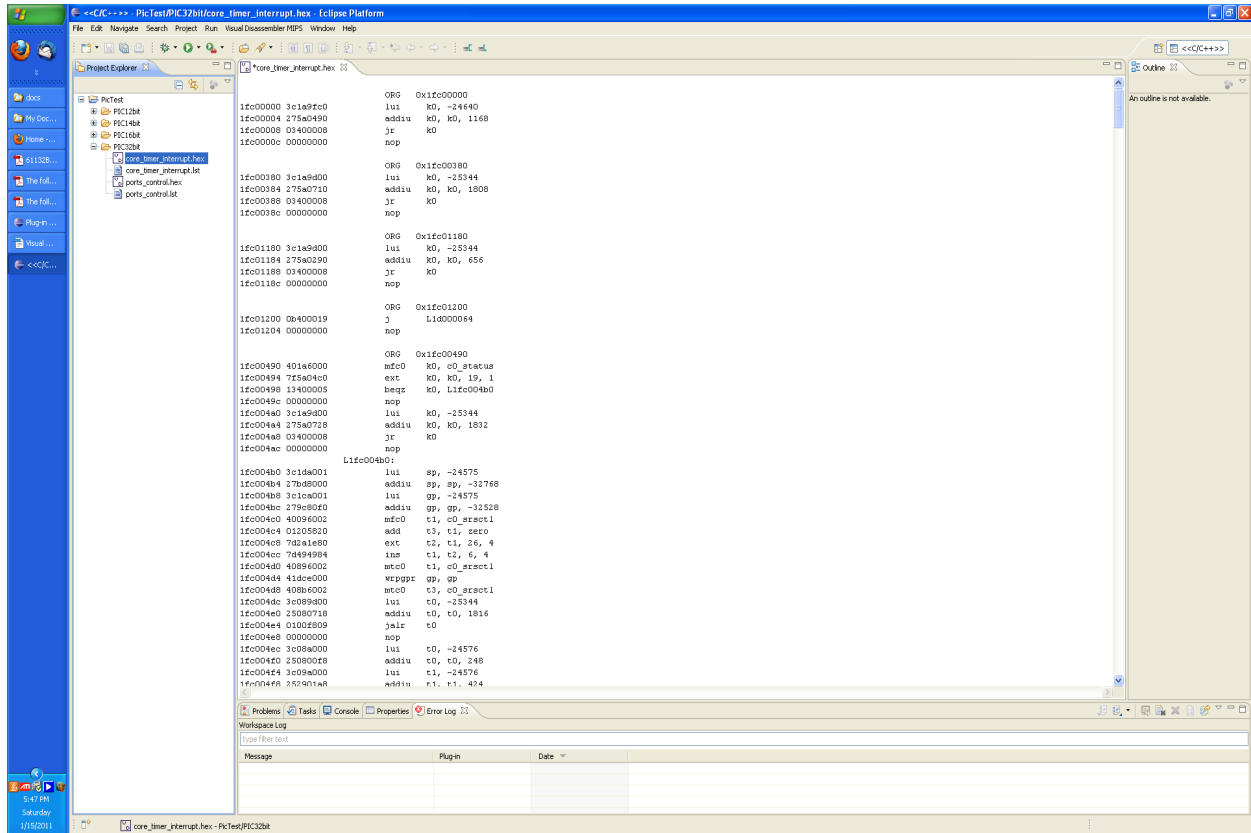 <<C/C++>> - PicTest/PIC32bit/core_timer_interrupt.hex - Eclipse Platform
File Edit Navigate Search Project Run Visual Disassembler MIPS Window Help
<<C/C++>>
Project Explorer
*core_timer_interrupt.hex
Outline
An outline is not available.
docs
My Doc...
Home -...
61132B...
The foll...
The foll...
Plug-in ...
Visual ...
<<C/C...
PicTest
PIC12bit
PIC14bit
PIC16bit
PIC32bit
core_timer_interrupt.hex
core_timer_interrupt.lst
ports_control.hex
ports_control.lst
ORG 0x1fc00000
1fc00000 3c1a9fc0 lui k0, -24640
1fc00004 275a0490 addiu k0, k0, 1168
1fc00008 03400008 jr k0
1fc0000c 00000000 nop
ORG 0x1fc00380
1fc00380 3c1a9d00 lui k0, -25344
1fc00384 275a0710 addiu k0, k0, 1808
1fc00388 03400008 jr k0
1fc0038c 00000000 nop
ORG 0x1fc01180
1fc01180 3c1a9d00 lui k0, -25344
1fc01184 275a0290 addiu k0, k0, 656
1fc01188 03400008 jr k0
1fc0118c 00000000 nop
ORG 0x1fc01200
1fc01200 0b400019 j L1d000064
1fc01204 00000000 nop
ORG 0x1fc00490
1fc00490 401a6000 mfc0 k0, c0_status
1fc00494 7f5a04c0 ext k0, k0, 19, 1
1fc00498 13400005 beqz k0, L1fc004b0
1fc0049c 00000000 nop
1fc004a0 3c1a9d00 lui k0, -25344
1fc004a4 275a0728 addiu k0, k0, 1832
1fc004a8 03400008 jr k0
1fc004ac 00000000 nop
L1fc004b0:
1fc004b0 3c1da001 lui sp, -24575
1fc004b4 27bd8000 addiu sp, sp, -32768
1fc004b8 3c1ca001 lui gp, -24575
1fc004bc 279c80f0 addiu gp, gp, -32528
1fc004c0 40096002 mfc0 t1, c0_srsctl
1fc004c4 01205820 add t3, t1, zero
1fc004c8 7d2a1e80 ext t2, t1, 26, 4
1fc004cc 7d494984 ins t1, t2, 6, 4
1fc004d0 40896002 mtc0 t1, c0_srsctl
1fc004d4 41dce000 wrpgpr gp, gp
1fc004d8 408b6002 mtc0 t3, c0_srsctl
1fc004dc 3c089d00 lui t0, -25344
1fc004e0 25080718 addiu t0, t0, 1816
1fc004e4 0100f809 jalr t0
1fc004e8 00000000 nop
1fc004ec 3c08a000 lui t0, -24576
1fc004f0 250800f8 addiu t0, t0, 248
1fc004f4 3c09a000 lui t1, -24576
1fc004f8 252901a8 addiu t1, t1, 424
Problems Tasks Console Properties Error Log
Workspace Log
type filter text
Message Plug-in Date
5:47 PM
Saturday
1/15/2011
core_timer_interrupt.hex - PicTest/PIC32bit